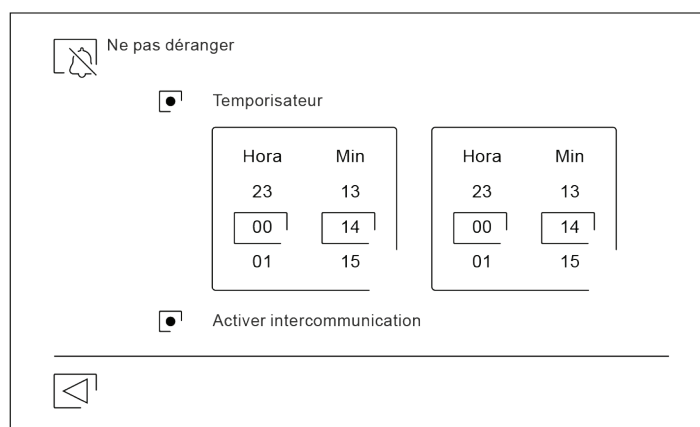 Ne pas déranger
Temporisateur
Hora Min Hora Min
23 13 23 13
00 14 00 14
01 15 01 15
Activer intercommunication